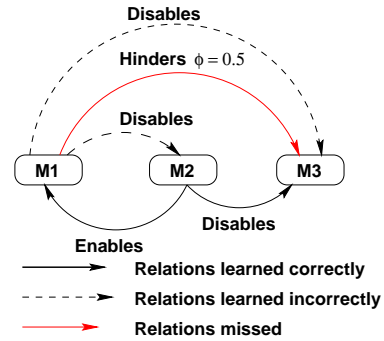 Disables
Hinders ϕ = 0.5
Disables
M1 M2 M3
Disables
Enables
Relations learned correctly
Relations learned incorrectly
Relations missed